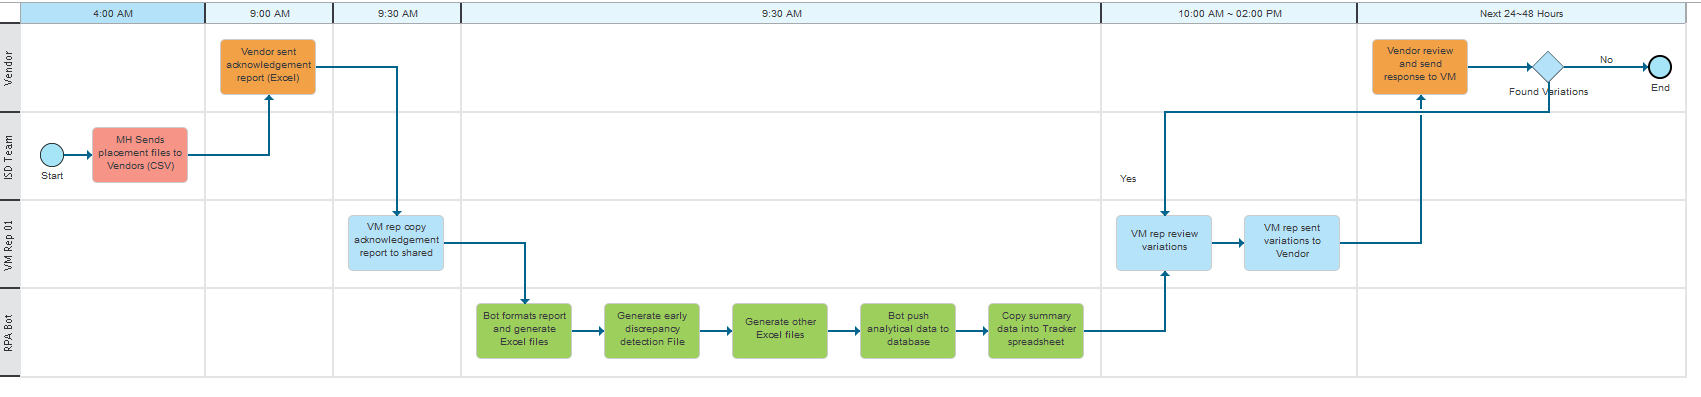 4:00 AM
9:00 AM
9:30 AM
9:30 AM
10:00 AM ~ 02:00 PM
Next 24~48 Hours
Vendor
Vendor sent
acknowledgement
report (Excel)
Vendor review
and send
response to VM
Found Variations
No
End
ISD Team
Start
MH Sends
placement files to
Vendors (CSV)
Yes
VM Rep 01
VM rep copy
acknowledgement
report to shared
VM rep review
variations
VM rep sent
variations to
Vendor
RPA Bot
Bot formats report
and generate
Excel files
Generate early
discrepancy
detection File
Generate other
Excel files
Bot push
analytical data to
database
Copy summary
data into Tracker
spreadsheet